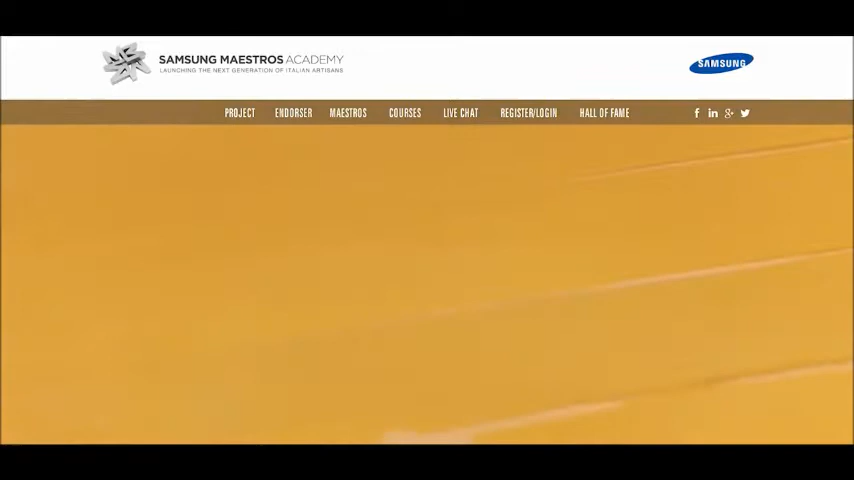 SAMSUNG MAESTROS ACADEMY
LAUNCHING THE NEXT GENERATION OF ITALIAN ARTISANS
SAMSUNG
PROJECT ENDORSER MAESTROS COURSES LIVE CHAT REGISTER/LOGIN HALL OF FAME f in g+